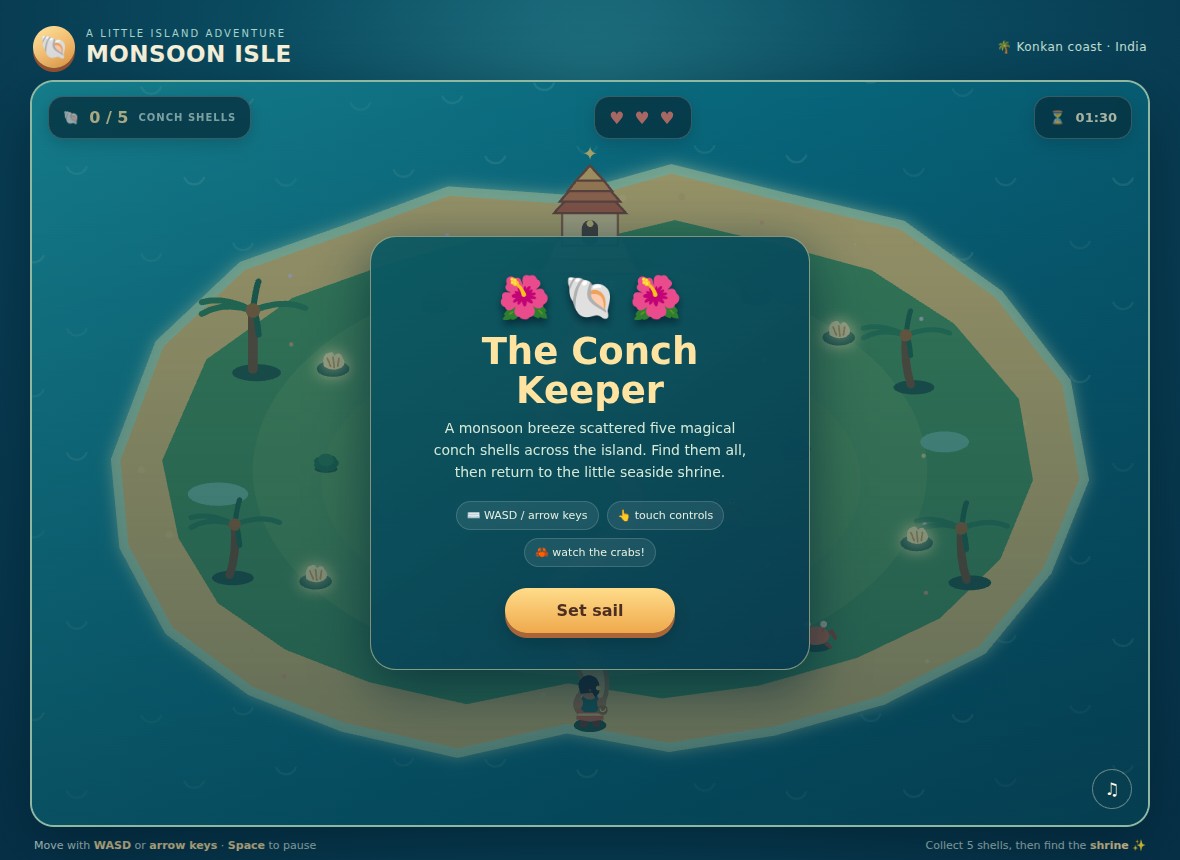 A LITTLE ISLAND ADVENTURE
MONSOON ISLE
🌴 Konkan coast · India
0 / 5 CONCH SHELLS
01:30
The Conch
Keeper
A monsoon breeze scattered five magical
conch shells across the island. Find them all,
then return to the little seaside shrine.
WASD / arrow keys
touch controls
watch the crabs!
Set sail
Move with WASD or arrow keys · Space to pause
Collect 5 shells, then find the shrine ✨